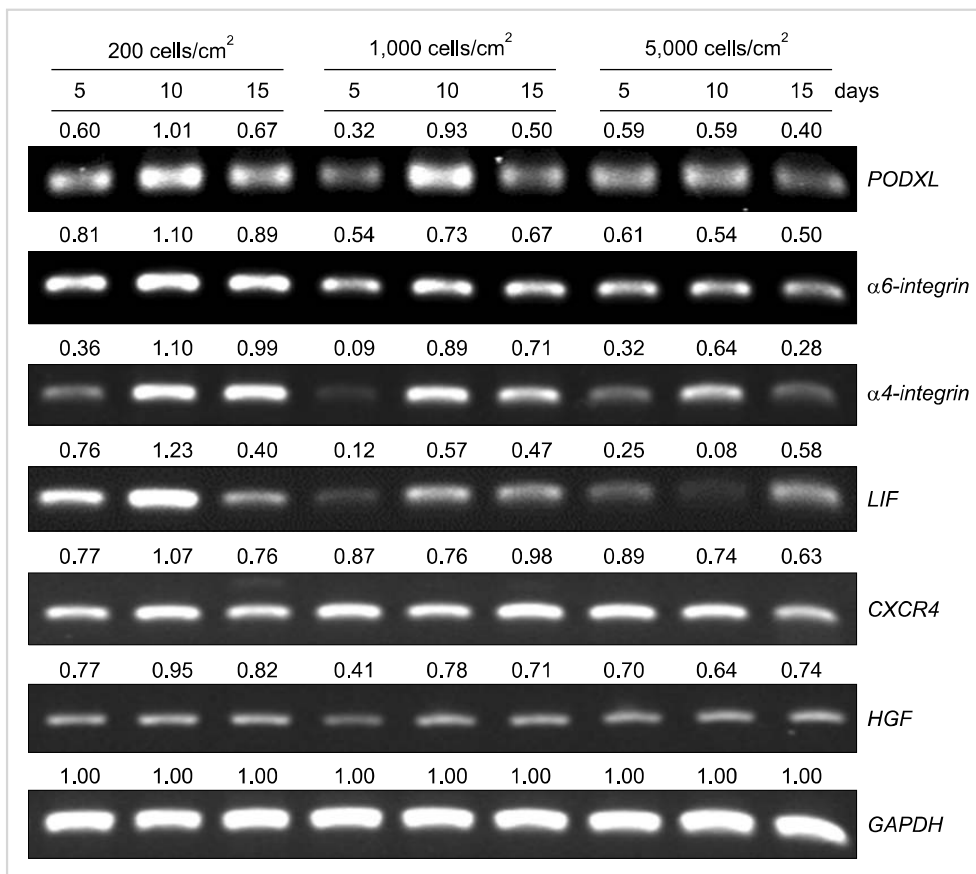 200 cells/cm² 1,000 cells/cm² 5,000 cells/cm²
5 10 15 5 10 15 5 10 15 days
0.60 1.01 0.67 0.32 0.93 0.50 0.59 0.59 0.40
PODXL
0.81 1.10 0.89 0.54 0.73 0.67 0.61 0.54 0.50
α6-integrin
0.36 1.10 0.99 0.09 0.89 0.71 0.32 0.64 0.28
α4-integrin
0.76 1.23 0.40 0.12 0.57 0.47 0.25 0.08 0.58
LIF
0.77 1.07 0.76 0.87 0.76 0.98 0.89 0.74 0.63
CXCR4
0.77 0.95 0.82 0.41 0.78 0.71 0.70 0.64 0.74
HGF
1.00 1.00 1.00 1.00 1.00 1.00 1.00 1.00 1.00
GAPDH